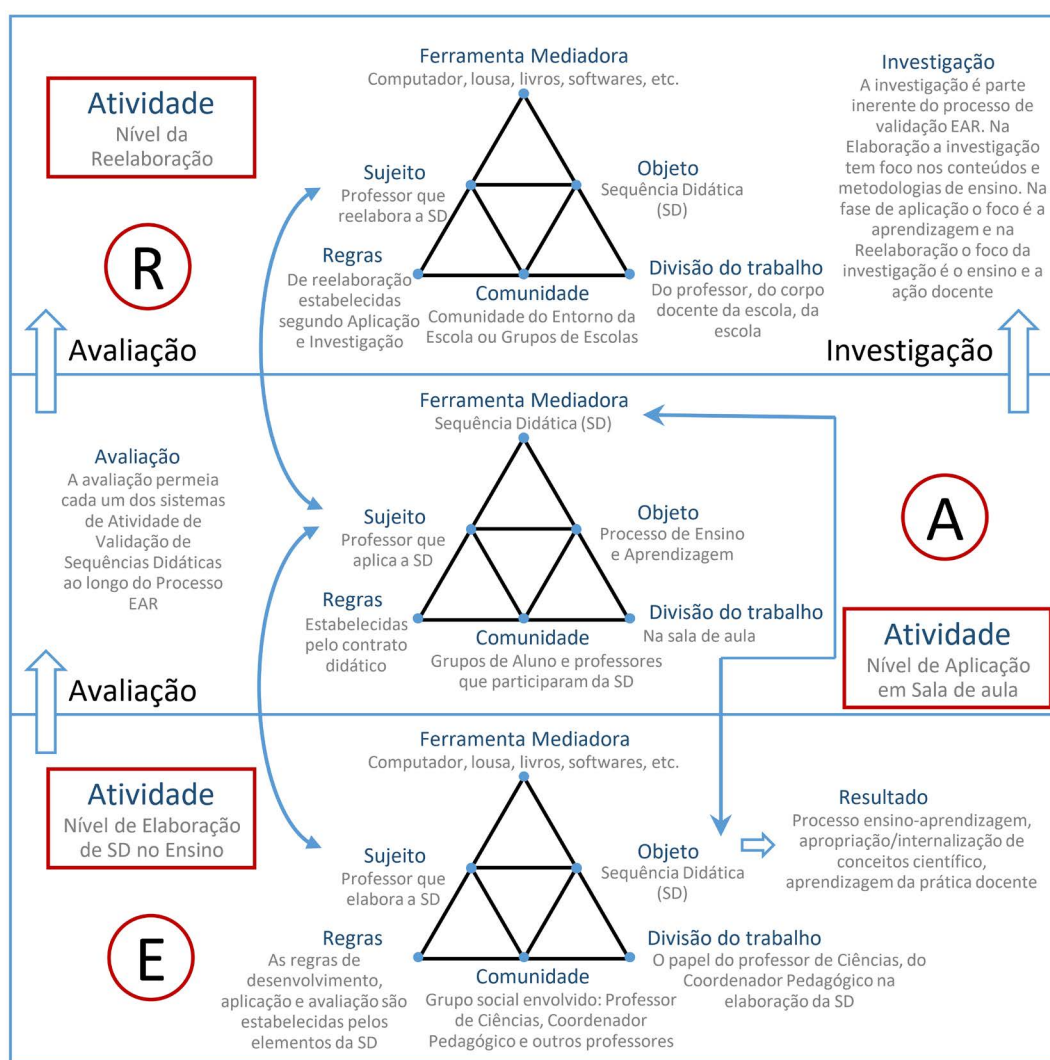 Ferramenta Mediadora
Computador, lousa, livros, softwares, etc.
Atividade
Nível da
Reelaboração
Investigação
A investigação é parte
inerente do processo de
validação EAR. Na
Elaboração a investigação
tem foco nos conteúdos e
metodologias de ensino. Na
fase de aplicação o foco é a
aprendizagem e na
Reelaboração o foco da
investigação é o ensino e a
ação docente
Sujeito
Professor que
reelabora a SD
Objeto
Sequência Didática
(SD)
R
Regras
De reelaboração
estabelecidas
segundo Aplicação
e Investigação
Comunidade
Comunidade do Entorno da
Escola ou Grupos de Escolas
Divisão do trabalho
Do professor, do corpo
docente da escola, da
escola
Avaliação
Investigação
Ferramenta Mediadora
Sequência Didática (SD)
Avaliação
A avaliação permeia
cada um dos sistemas
de Atividade de
Validação de
Sequências Didáticas
ao longo do Processo
EAR
Sujeito
Professor que
aplica a SD
Objeto
Processo de Ensino
e Aprendizagem
A
Regras
Estabelecidas
pelo contrato
didático
Comunidade
Grupos de Aluno e professores
que participaram da SD
Divisão do trabalho
Na sala de aula
Atividade
Nível de Aplicação
em Sala de aula
Avaliação
Ferramenta Mediadora
Computador, lousa, livros, softwares, etc.
Atividade
Nível de Elaboração
de SD no Ensino
Sujeito
Professor que
elabora a SD
Objeto
Sequência Didática
(SD)
Resultado
Processo ensino-aprendizagem,
apropriação/internalização de
conceitos científico,
aprendizagem da prática docente
E
Regras
As regras de
desenvolvimento,
aplicação e avaliação são
estabelecidas pelos
elementos da SD
Comunidade
Grupo social envolvido: Professor
de Ciências, Coordenador
Pedagógico e outros professores
Divisão do trabalho
O papel do professor de Ciências, do
Coordenador Pedagógico na
elaboração da SD